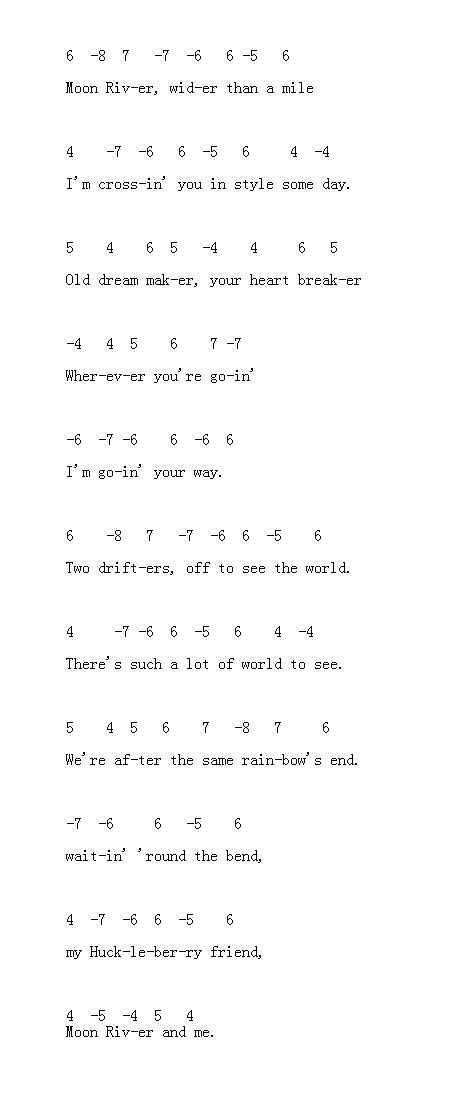 6 -8 7 -7 -6 6 -5 6
Moon Riv-er, wid-er than a mile
4 -7 -6 6 -5 6 4 -4
I'm cross-in' you in style some day.
5 4 6 5 -4 4 6 5
Old dream mak-er, your heart break-er
-4 4 5 6 7 -7
Wher-ev-er you're go-in'
-6 -7 -6 6 -6 6
I'm go-in' your way.
6 -8 7 -7 -6 6 -5 6
Two drift-ers, off to see the world.
4 -7 -6 6 -5 6 4 -4
There's such a lot of world to see.
5 4 5 6 7 -8 7 6
We're af-ter the same rain-bow's end.
-7 -6 6 -5 6
wait-in' 'round the bend,
4 -7 -6 6 -5 6
my Huck-le-ber-ry friend,
4 -5 -4 5 4
Moon Riv-er and me.